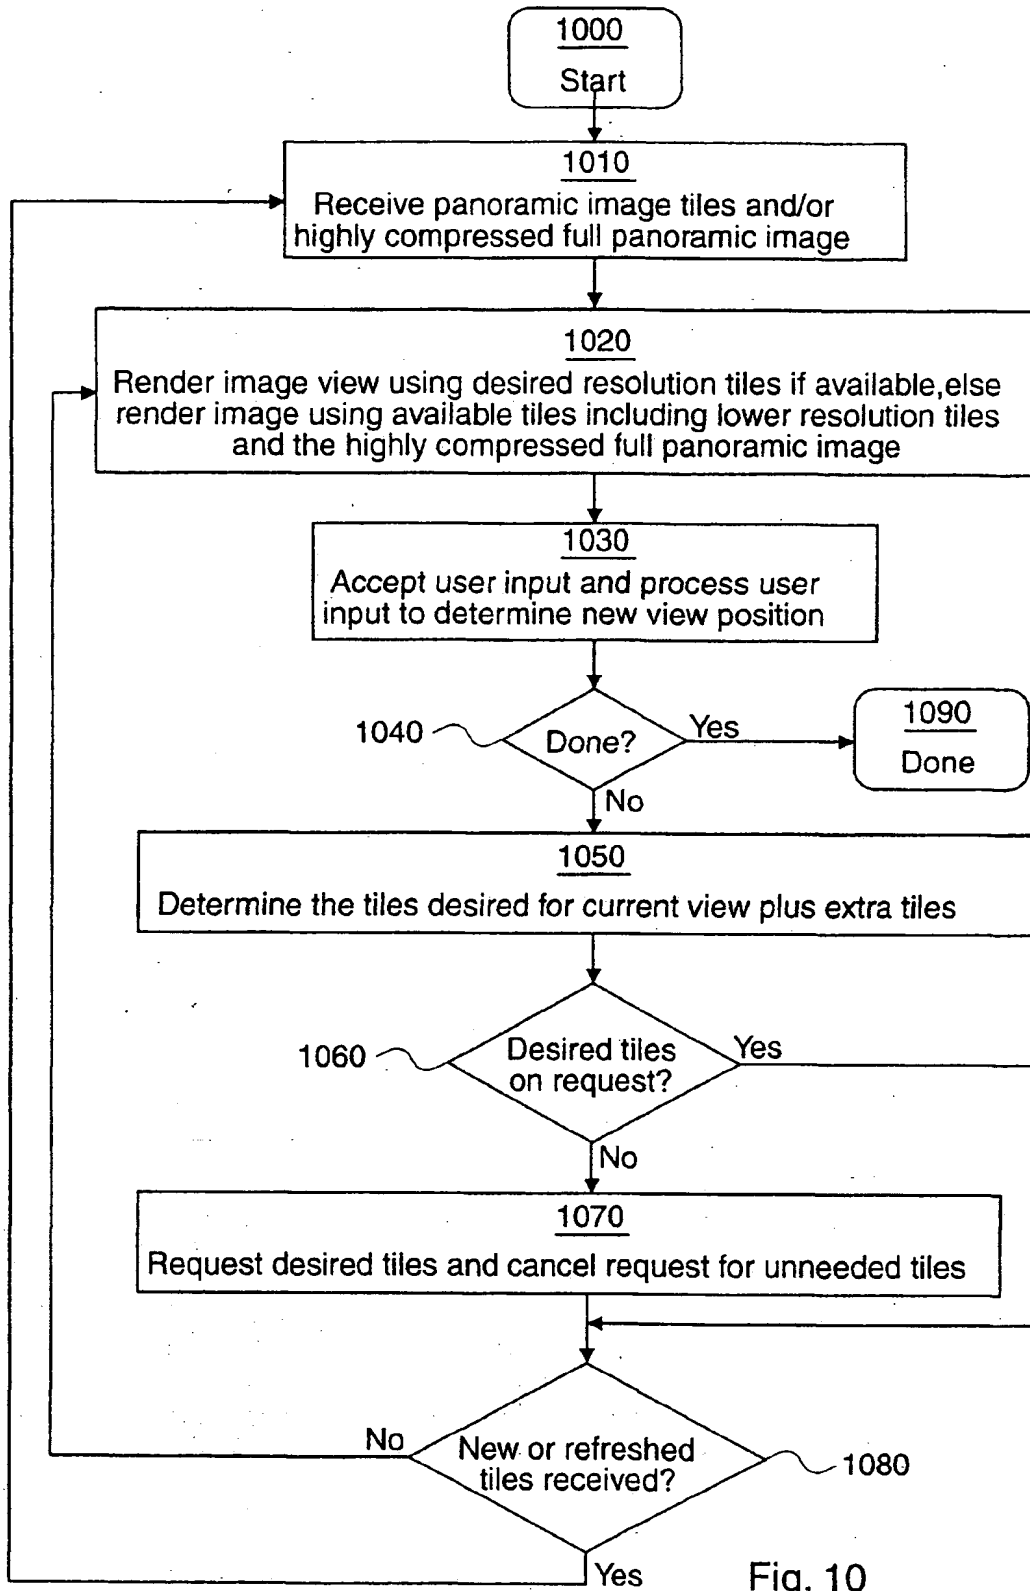 1000
Start
1010
Receive panoramic image tiles and/or
highly compressed full panoramic image
1020
Render image view using desired resolution tiles if available,else
render image using available tiles including lower resolution tiles
and the highly compressed full panoramic image
1030
Accept user input and process user
input to determine new view position
1040
Done?
Yes
1090
Done
No
1050
Determine the tiles desired for current view plus extra tiles
1060
Desired tiles
on request?
Yes
No
1070
Request desired tiles and cancel request for unneeded tiles
No
New or refreshed
tiles received?
1080
Yes
Fig. 10